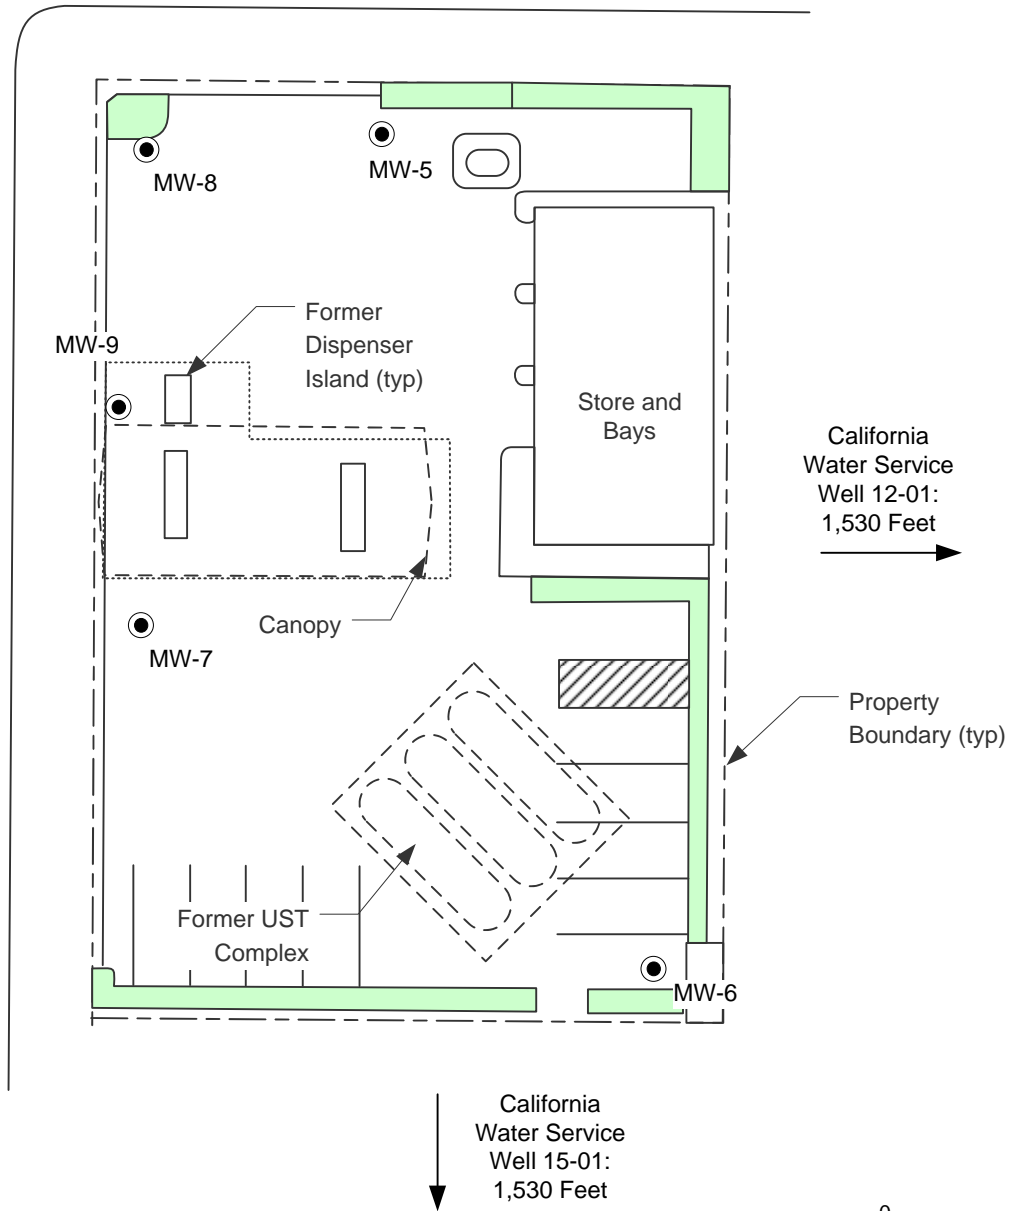 MW-8
MW-5
Former
Dispenser
Island (typ)
MW-9
Store and
Bays
California
Water Service
Well 12-01:
1,530 Feet
Canopy
MW-7
Property
Boundary (typ)
Former UST
Complex
MW-6
California
Water Service
Well 15-01:
1,530 Feet
0